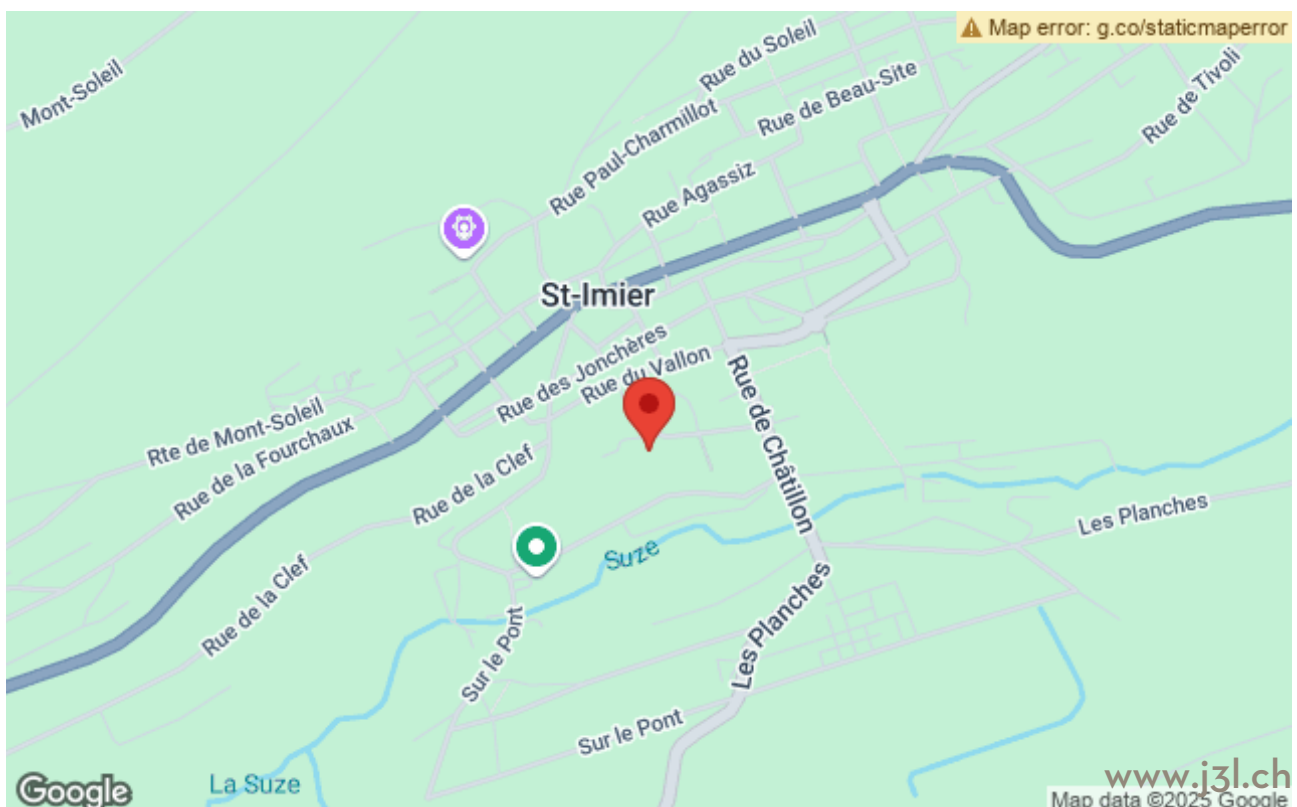 Map error: g.co/staticmaperror
Mont-Soleil
Rue du Soleil
Rue de Beau-Site
Rue de Tivoli
Rue Paul-Charmillot
Rue Agassiz
St-Imier
Rue des Jonchères
Rue du Vallon
Rte de Mont-Soleil
Rue de la Fourchaux
Rue de la Clef
Rue de Châtillon
Les Planches
Suze
Rue de la Clef
Sur le Pont
Les Planches
Sur le Pont
La Suze
Google
www.j3l.ch
Map data ©2025 Google